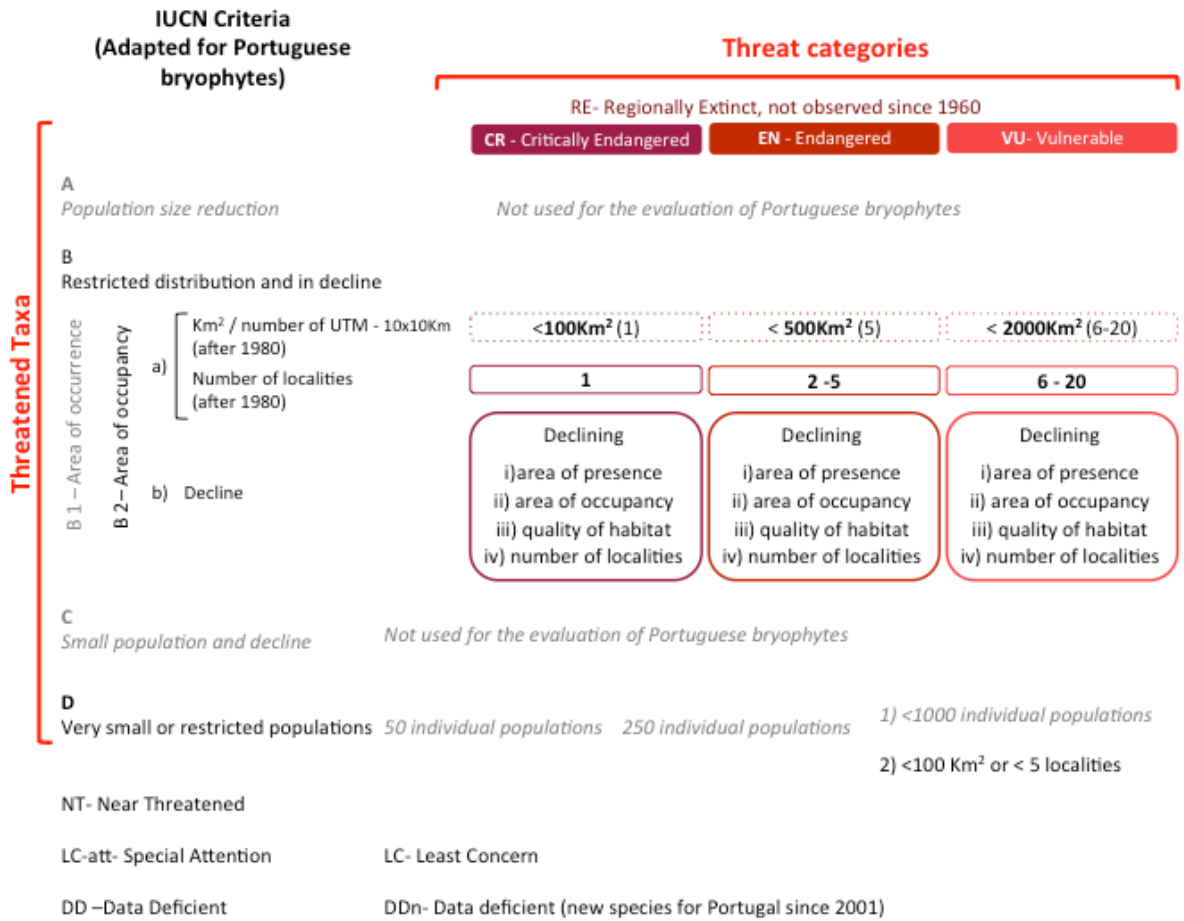 IUCN Criteria
(Adapted for Portuguese
bryophytes)
Threat categories
RE- Regionally Extinct, not observed since 1960
CR - Critically Endangered
EN - Endangered
VU- Vulnerable
Threatened Taxa
A
Population size reduction
Not used for the evaluation of Portuguese bryophytes
B
Restricted distribution and in decline
B 1 – Area of occurrence
B 2 – Area of occupancy
a)
Km² / number of UTM - 10x10Km
(after 1980)
<100Km² (1)
< 500Km² (5)
< 2000Km² (6-20)
Number of localities
(after 1980)
1
2 -5
6 - 20
b) Decline
Declining
i)area of presence
ii) area of occupancy
iii) quality of habitat
iv) number of localities
Declining
i)area of presence
ii) area of occupancy
iii) quality of habitat
iv) number of localities
Declining
i)area of presence
ii) area of occupancy
iii) quality of habitat
iv) number of localities
C
Small population and decline
Not used for the evaluation of Portuguese bryophytes
D
Very small or restricted populations
50 individual populations
250 individual populations
1) <1000 individual populations
2) <100 Km² or < 5 localities
NT- Near Threatened
LC-att- Special Attention
LC- Least Concern
DD –Data Deficient
DDn- Data deficient (new species for Portugal since 2001)